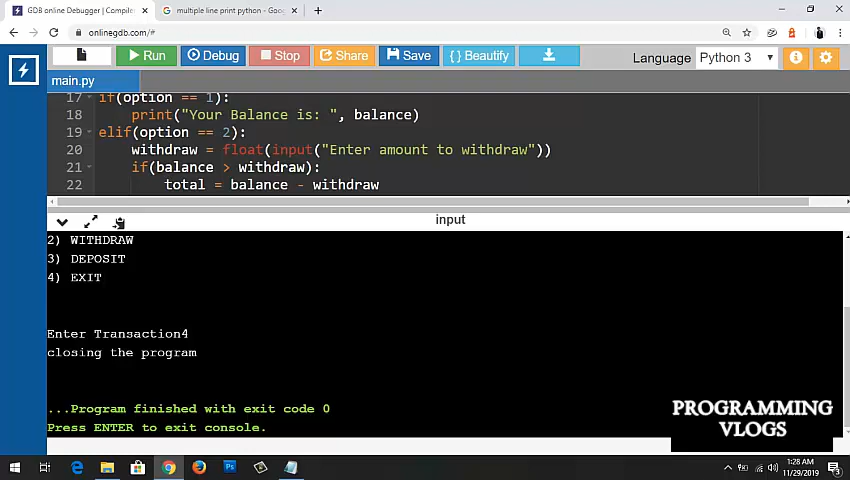 GDB online Debugger | Compiler
multiple line print python - Goo
onlinegdb.com/#
Run
Debug
Stop
Share
Save
{ } Beautify
Language
Python 3
main.py
17 if(option == 1):
18 print("Your Balance is: ", balance)
19 elif(option == 2):
20 withdraw = float(input("Enter amount to withdraw"))
21 if(balance > withdraw):
22 total = balance - withdraw
input
2) WITHDRAW
3) DEPOSIT
4) EXIT
Enter Transaction4
closing the program
...Program finished with exit code 0
Press ENTER to exit console.
PROGRAMMING
VLOGS
1:28 AM
11/29/2019
3